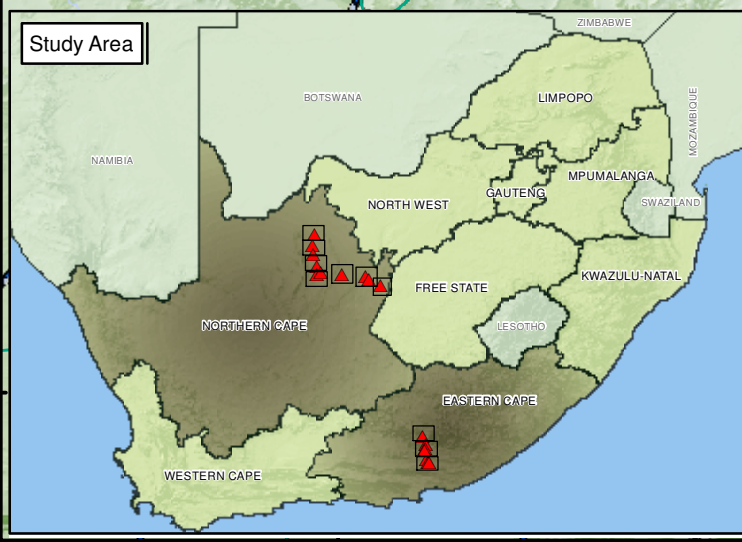 Study Area
ZIMBABWE
BOTSWANA
LIMPOPO
MOZAMBIQUE
NAMIBIA
MPUMALANGA
GAUTENG
NORTH WEST
SWAZILAND
KWAZULU-NATAL
FREE STATE
NORTHERN CAPE
LESOTHO
EASTERN CAPE
WESTERN CAPE